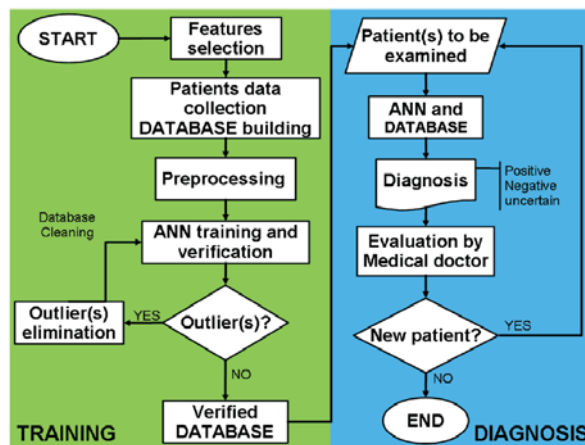 START
Features
selection
Patients data
collection
DATABASE building
Preprocessing
Database
Cleaning
ANN training and
verification
Outlier(s)
elimination
YES
Outlier(s)?
NO
Verified
DATABASE
TRAINING
Patient(s) to be
examined
ANN and
DATABASE
Diagnosis
Positive
Negative
uncertain
Evaluation by
Medical doctor
New patient?
YES
NO
END
DIAGNOSIS